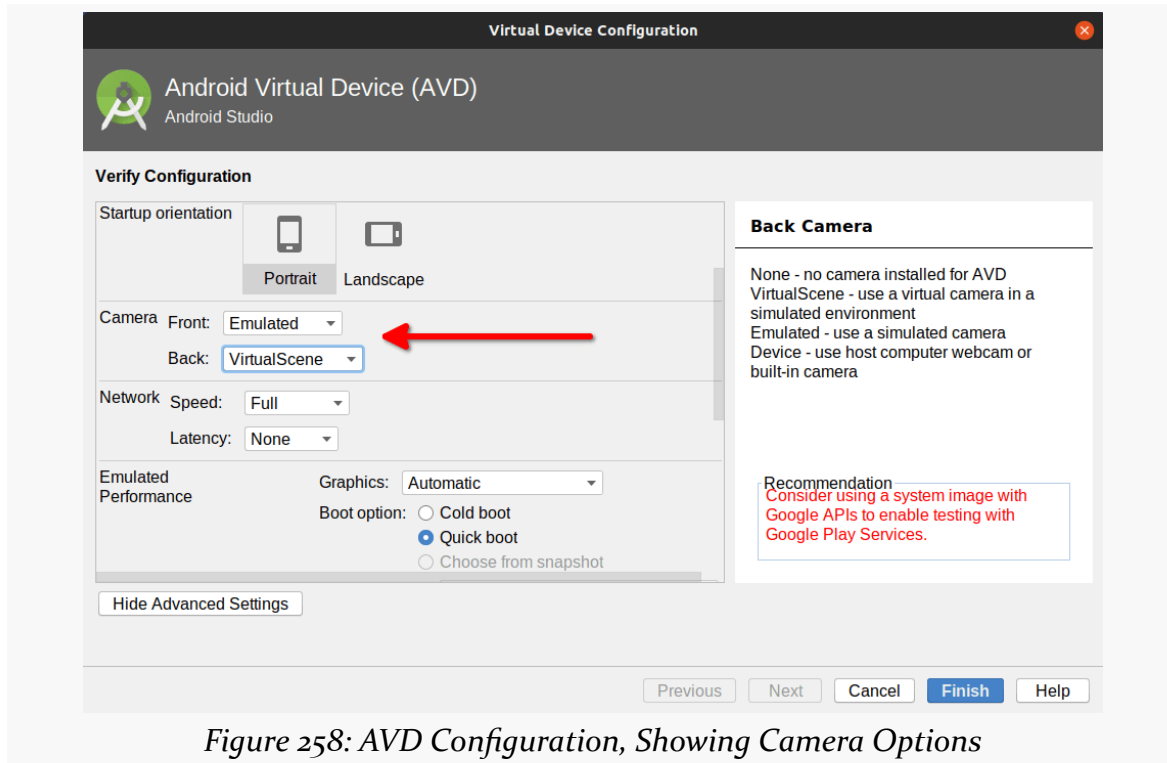 Virtual Device Configuration
Android Virtual Device (AVD)
Android Studio
Verify Configuration
Startup orientation
Portrait
Landscape
Camera Front: Emulated
Back: VirtualScene
Network Speed: Full
Latency: None
Emulated
Performance
Graphics: Automatic
Boot option: Cold boot
Quick boot
Choose from snapshot
Hide Advanced Settings
Back Camera
None - no camera installed for AVD
VirtualScene - use a virtual camera in a
simulated environment
Emulated - use a simulated camera
Device - use host computer webcam or
built-in camera
Recommendation
Consider using a system image with
Google APIs to enable testing with
Google Play Services.
Previous Next Cancel Finish Help
Figure 258: AVD Configuration, Showing Camera Options